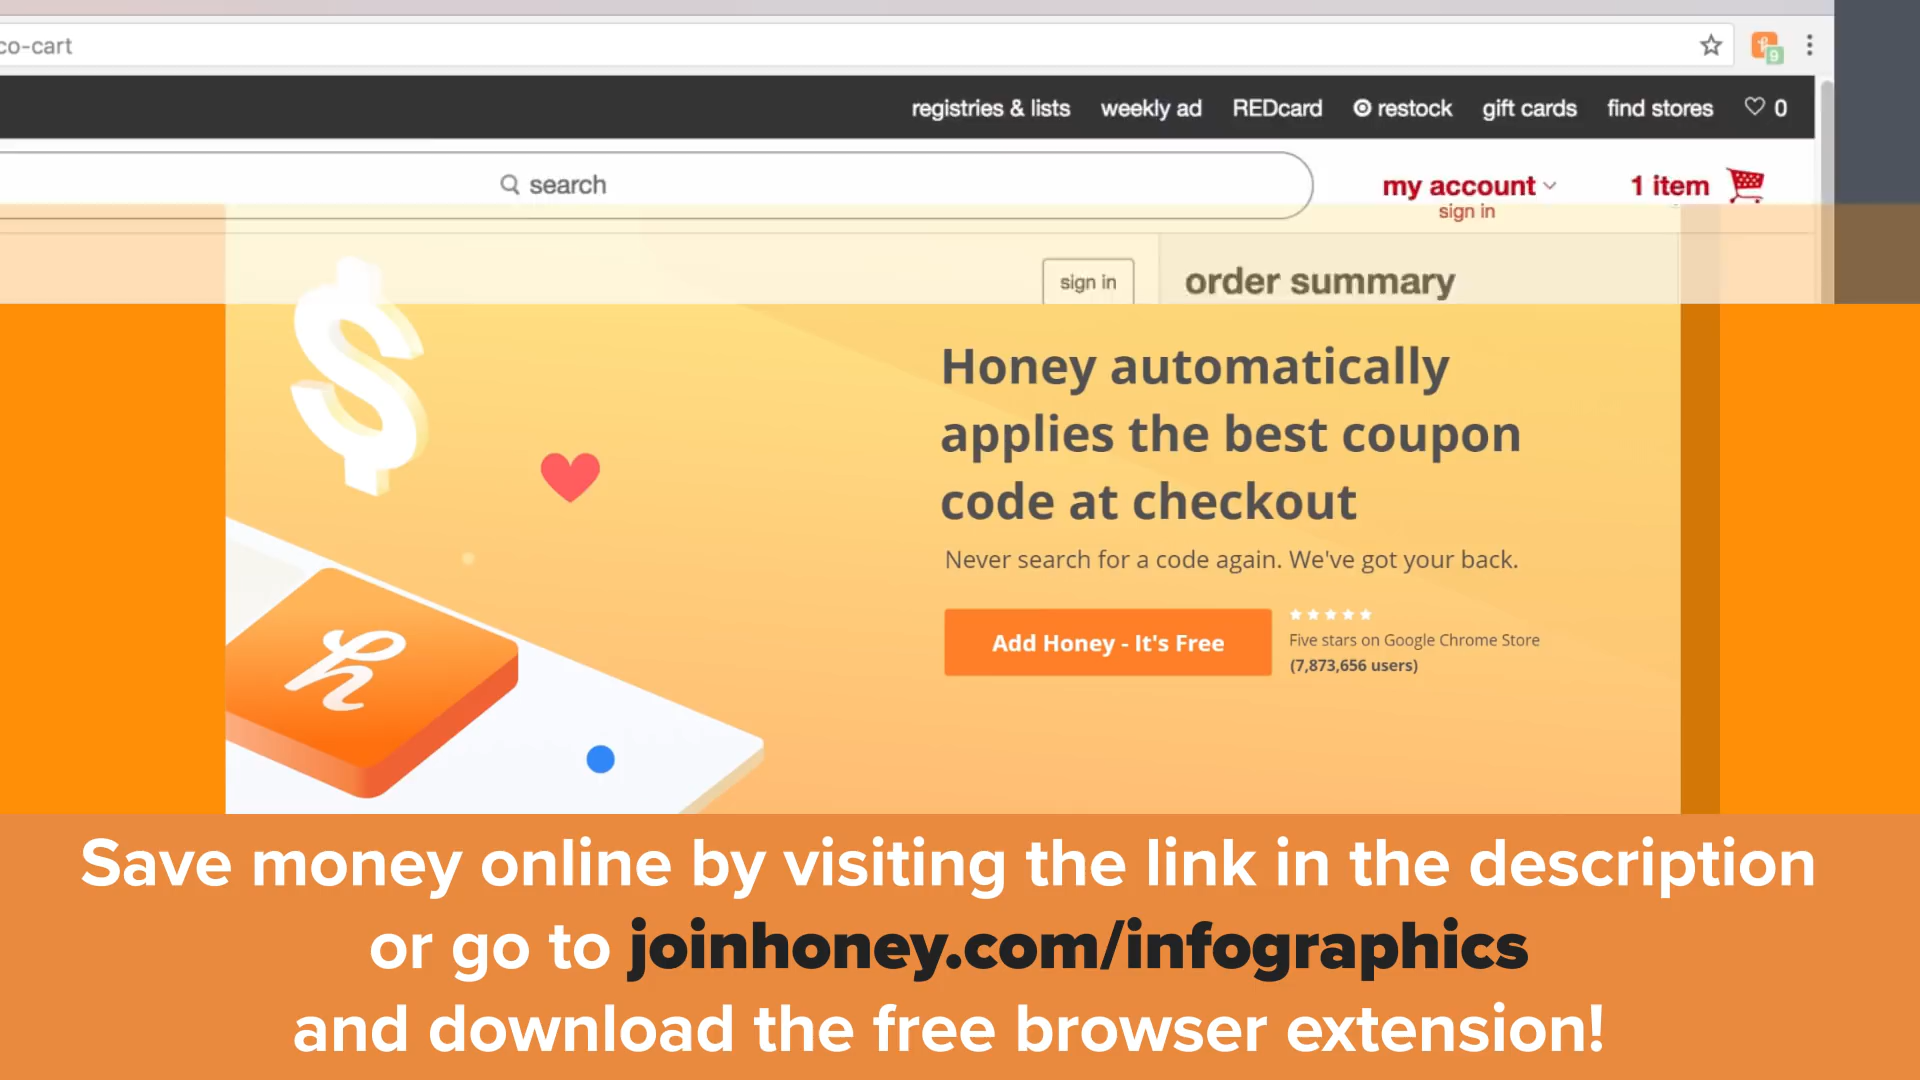 co-cart
9
registries & lists weekly ad REDcard restock gift cards find stores 0
search
my account 1 item
sign in
sign in order summary
Honey automatically
applies the best coupon
code at checkout
Never search for a code again. We've got your back.
Add Honey - It's Free
Five stars on Google Chrome Store
(7,873,656 users)
h
Save money online by visiting the link in the description
or go to joinhoney.com/infographics
and download the free browser extension!